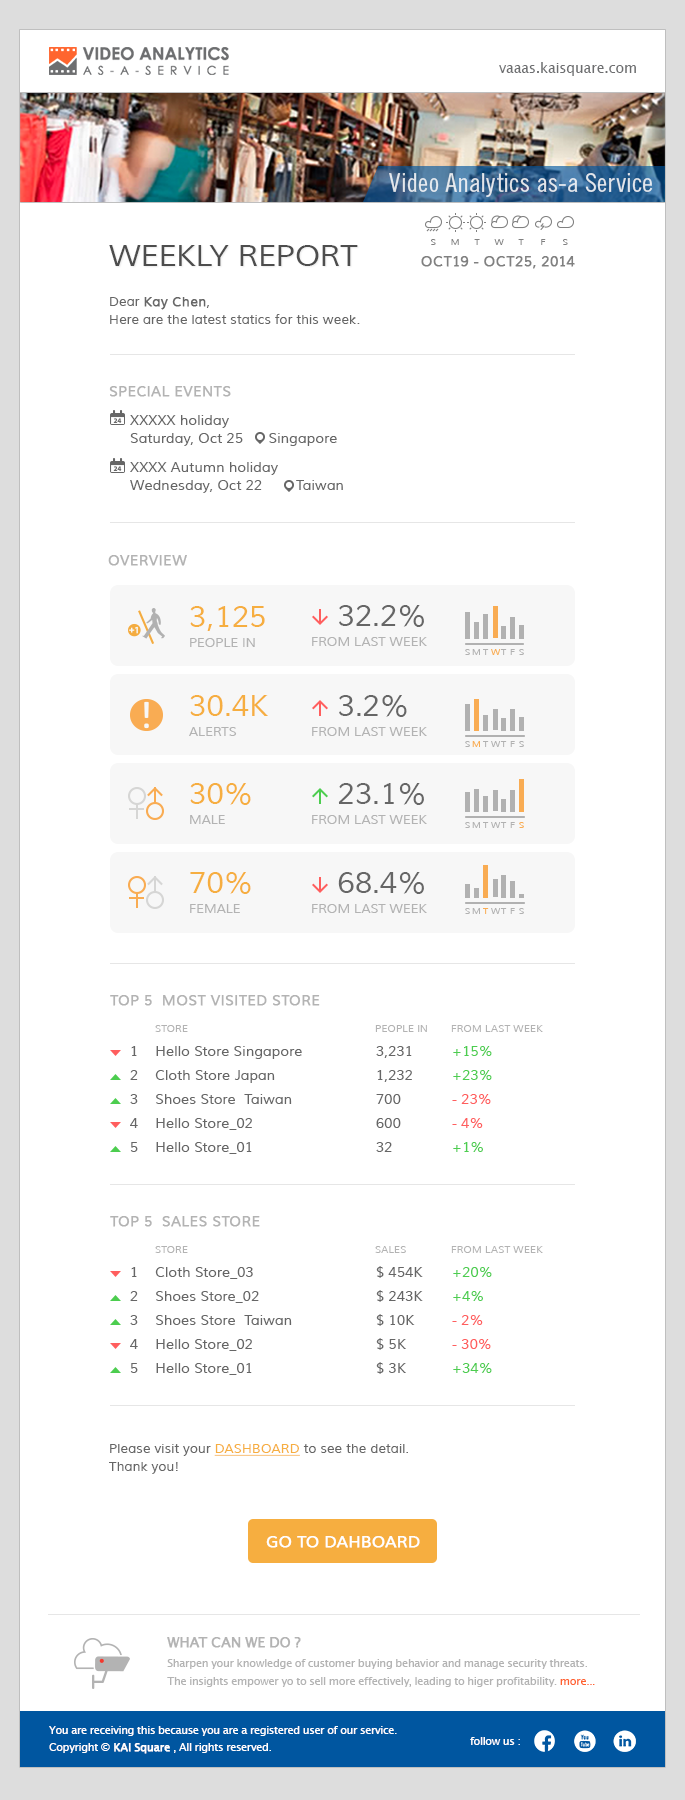 VIDEO ANALYTICS
AS-A-SERVICE
vaaas.kaisquare.com
Video Analytics as-a Service
S M T W T F S
WEEKLY REPORT
OCT19 - OCT25, 2014
Dear Kay Chen,
Here are the latest statics for this week.
SPECIAL EVENTS
24 XXXXX holiday
Saturday, Oct 25 Singapore
24 XXXX Autumn holiday
Wednesday, Oct 22 Taiwan
OVERVIEW
+1 3,125 32.2%
PEOPLE IN FROM LAST WEEK
S M T W T F S
30.4K 3.2%
ALERTS FROM LAST WEEK
S M T W T F S
30% 23.1%
MALE FROM LAST WEEK
S M T W T F S
70% 68.4%
FEMALE FROM LAST WEEK
S M T W T F S
TOP 5 MOST VISITED STORE
STORE PEOPLE IN FROM LAST WEEK
1 Hello Store Singapore 3,231 +15%
2 Cloth Store Japan 1,232 +23%
3 Shoes Store Taiwan 700 - 23%
4 Hello Store_02 600 - 4%
5 Hello Store_01 32 +1%
TOP 5 SALES STORE
STORE SALES FROM LAST WEEK
1 Cloth Store_03 $ 454K +20%
2 Shoes Store_02 $ 243K +4%
3 Shoes Store Taiwan $ 10K - 2%
4 Hello Store_02 $ 5K - 30%
5 Hello Store_01 $ 3K +34%
Please visit your DASHBOARD to see the detail.
Thank you!
GO TO DAHBOARD
WHAT CAN WE DO ?
Sharpen your knowledge of customer buying behavior and manage security threats.
The insights empower yo to sell more effectively, leading to higer profitability. more...
You are receiving this because you are a registered user of our service.
Copyright © KAI Square , All rights reserved.
follow us : f You Tube in